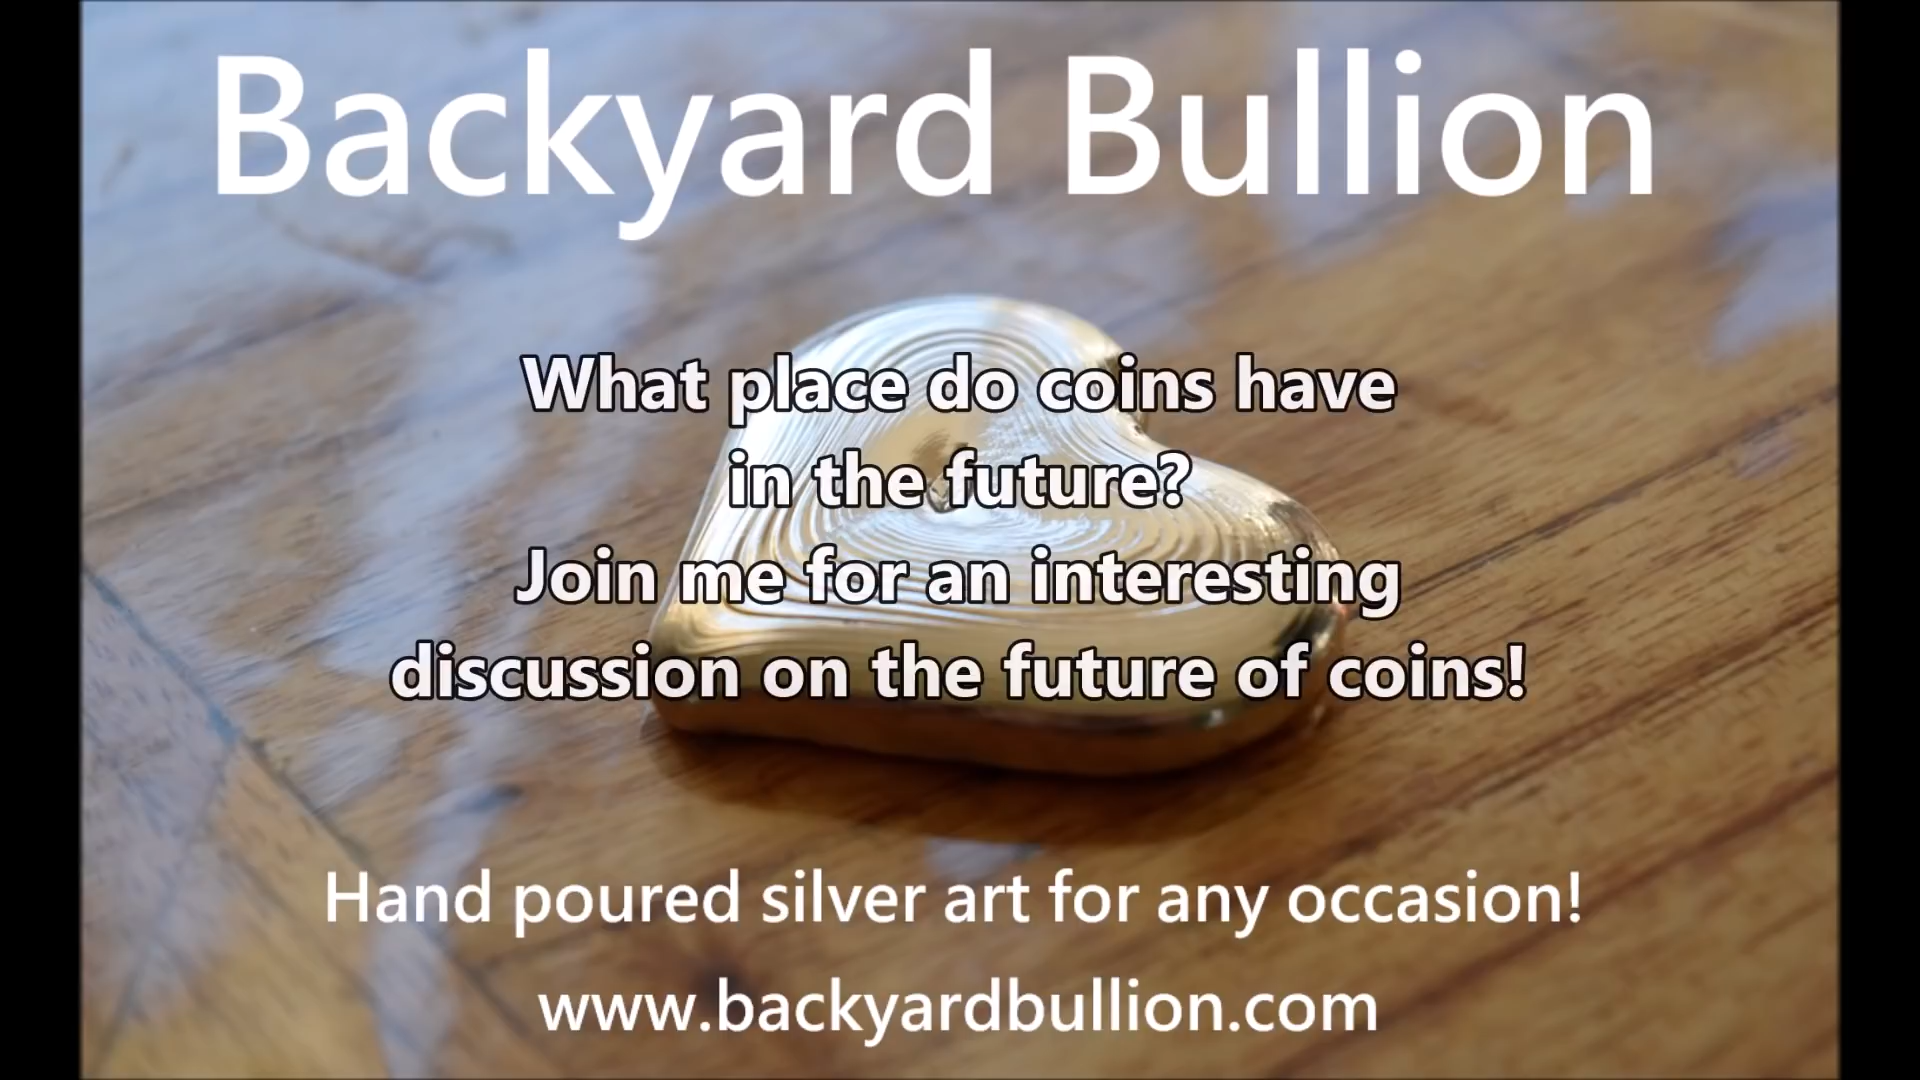 Backyard Bullion
What place do coins have
in the future?
Join me for an interesting
discussion on the future of coins!
Hand poured silver art for any occasion!
www.backyardbullion.com